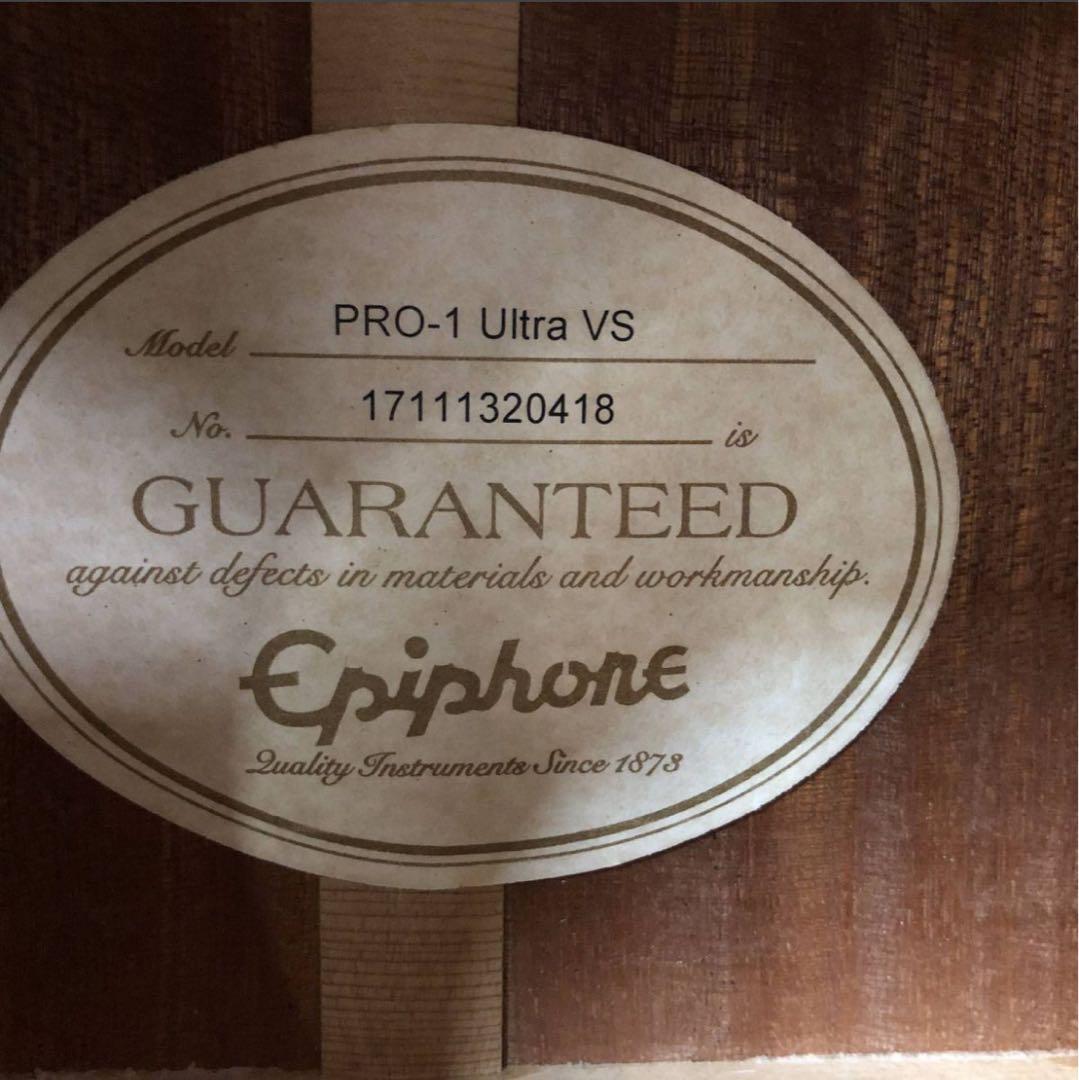 Model PRO-1 Ultra VS
No. 17111320418 is
GUARANTEED
against defects in materials and workmanship.
Epiphone
Quality Instruments Since 1873